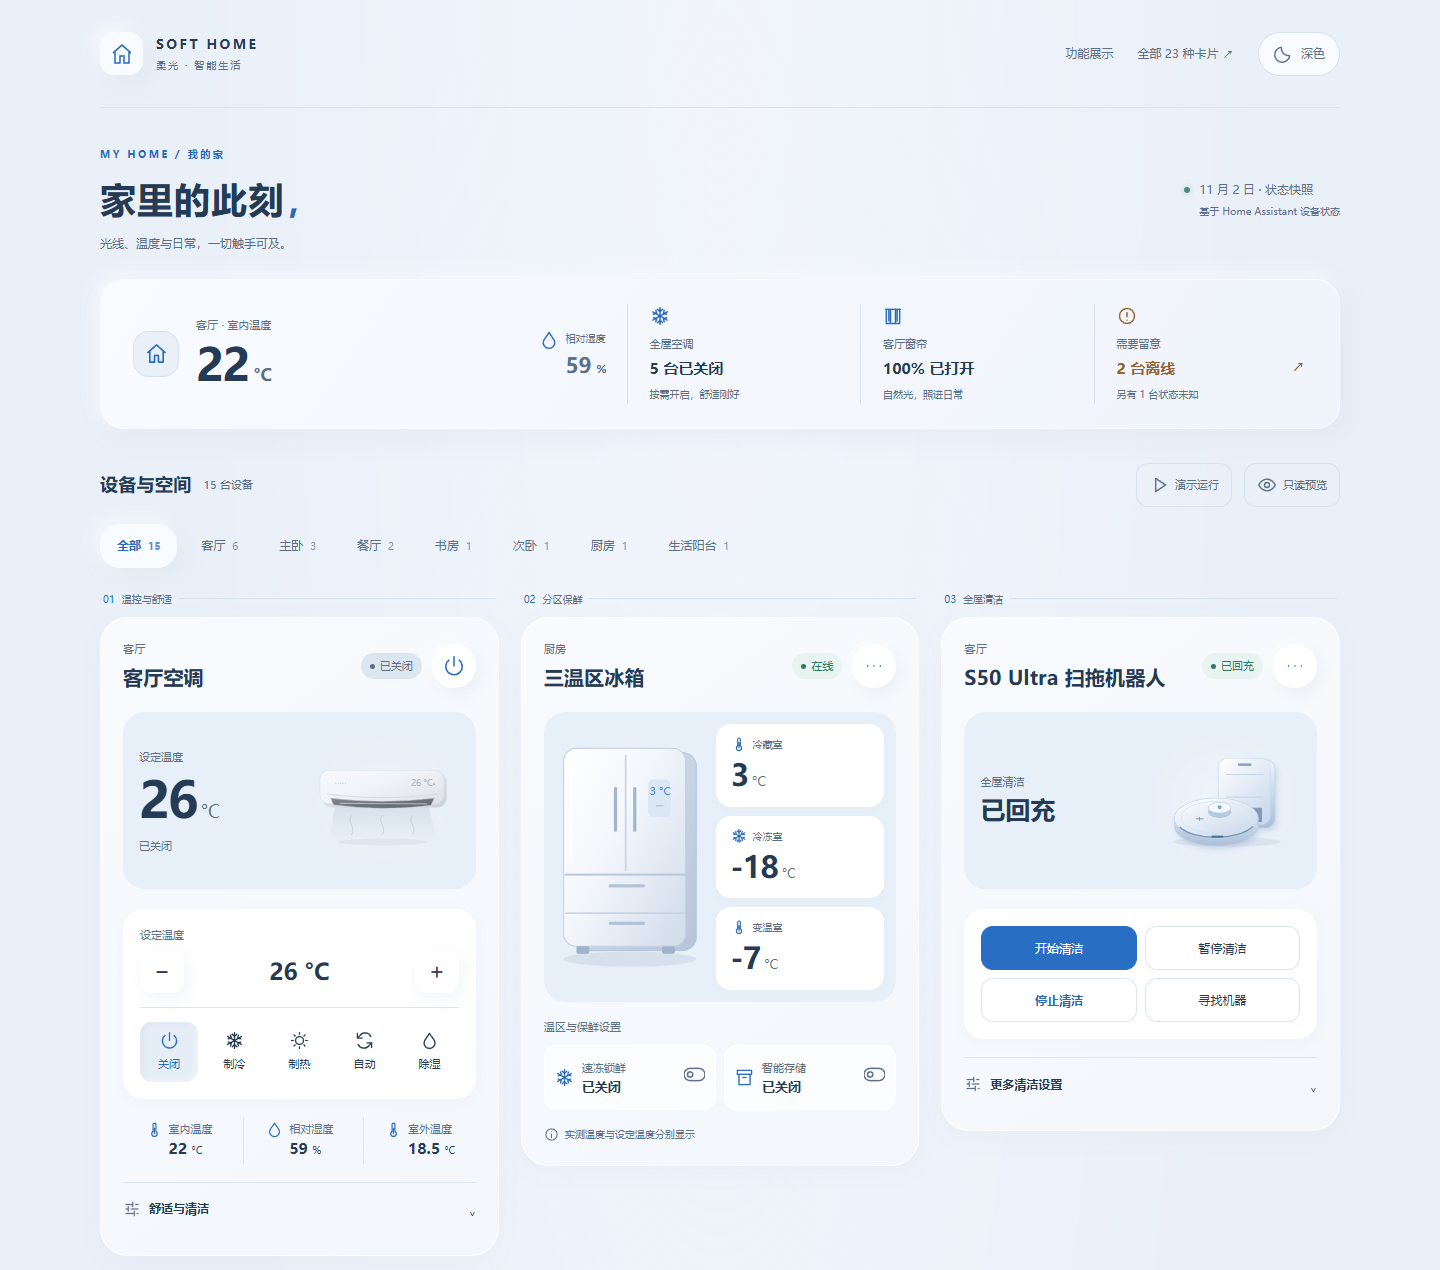 SOFT HOME
柔光 · 智能生活
功能展示
全部 23 种卡片 ↗
深色
MY HOME / 我的家
家里的此刻，
光线、温度与日常，一切触手可及。
11 月 2 日 · 状态快照
基于 Home Assistant 设备状态
客厅 · 室内温度
22 °C
相对湿度
59 %
全屋空调
5 台已关闭
按需开启，舒适刚好
客厅窗帘
100% 已打开
自然光，照进日常
需要留意
2 台离线
另有 1 台状态未知
↗
设备与空间
15 台设备
演示运行
只读预览
全部 15
客厅 6
主卧 3
餐厅 2
书房 1
次卧 1
厨房 1
生活阳台 1
01 温控与舒适
客厅
客厅空调
已关闭
设定温度
26 °C
已关闭
26 °C
设定温度
− 26 °C +
关闭
制冷
制热
自动
除湿
室内温度
22 °C
相对湿度
59 %
室外温度
18.5 °C
舒适与清洁
02 分区保鲜
厨房
三温区冰箱
在线
···
3 °C
冷藏室
3 °C
冷冻室
-18 °C
变温室
-7 °C
温区与保鲜设置
速冻锁鲜
已关闭
智能存储
已关闭
实测温度与设定温度分别显示
03 全屋清洁
客厅
S50 Ultra 扫拖机器人
已回充
···
全屋清洁
已回充
开始清洁
暂停清洁
停止清洁
寻找机器
更多清洁设置